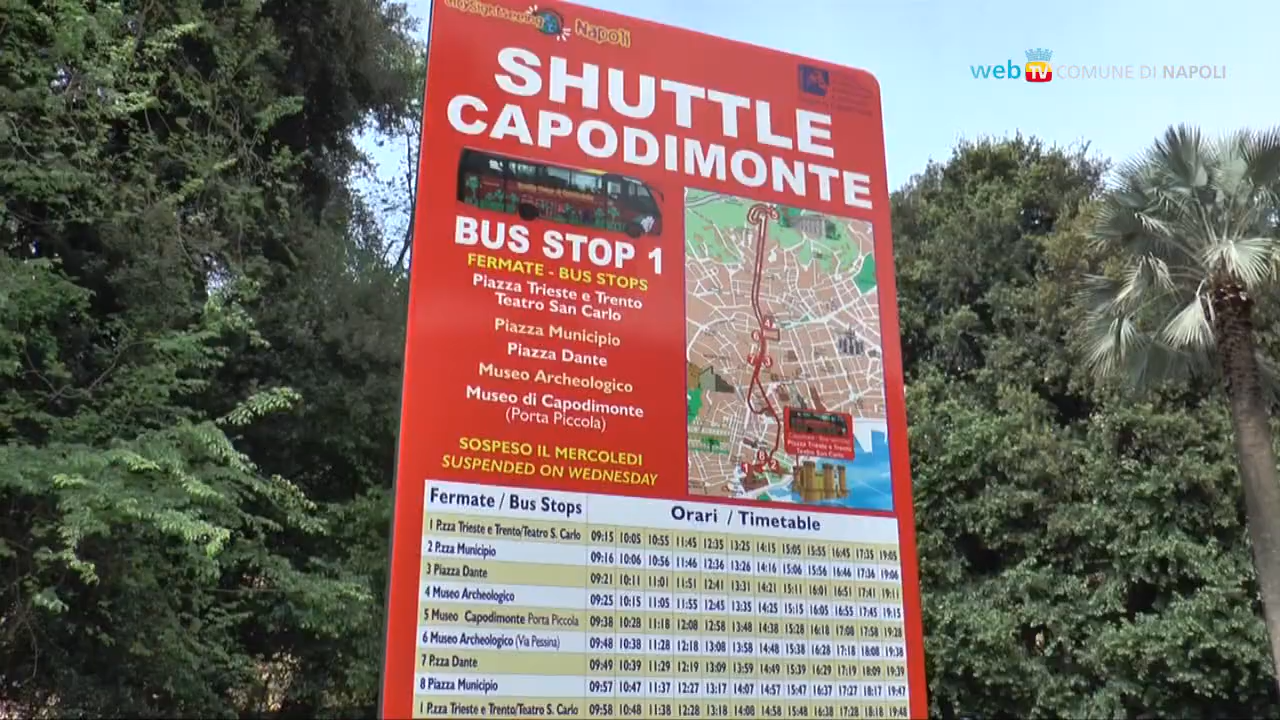 CitySightseeing Napoli
web TV COMUNE DI NAPOLI
SHUTTLE
CAPODIMONTE
BUS STOP 1
FERMATE - BUS STOPS
Piazza Trieste e Trento
Teatro San Carlo
Piazza Municipio
Piazza Dante
Museo Archeologico
Museo di Capodimonte
(Porta Piccola)
SOSPESO IL MERCOLEDI
SUSPENDED ON WEDNESDAY
Piazza Trieste e Trento
Teatro San Carlo
Fermate / Bus Stops Orari / Timetable
1 P.zza Trieste e Trento/Teatro S. Carlo 09:15 10:05 10:55 11:45 12:35 13:25 14:15 15:05 15:55 16:45 17:35 19:05
2 P.zza Municipio 09:16 10:06 10:56 11:46 12:36 13:26 14:16 15:06 15:56 16:46 17:36 19:06
3 Piazza Dante 09:21 10:11 11:01 11:51 12:41 13:31 14:21 15:11 16:01 16:51 17:41 19:11
4 Museo Archeologico 09:25 10:15 11:05 11:55 12:45 13:35 14:25 15:15 16:05 16:55 17:45 19:15
5 Museo Capodimonte Porta Piccola 09:38 10:28 11:18 12:08 12:58 13:48 14:38 15:28 16:18 17:08 17:58 19:28
6 Museo Archeologico (Via Pessina) 09:48 10:38 11:28 12:18 13:08 13:58 14:48 15:38 16:28 17:18 18:08 19:38
7 P.zza Dante 09:49 10:39 11:29 12:19 13:09 13:59 14:49 15:39 16:29 17:19 18:09 19:39
8 Piazza Municipio 09:57 10:47 11:37 12:27 13:17 14:07 14:57 15:47 16:37 17:27 18:17 19:47
1 P.zza Trieste e Trento/Teatro S. Carlo 09:58 10:48 11:38 12:28 13:18 14:08 14:58 15:48 16:38 17:28 18:18 19:48